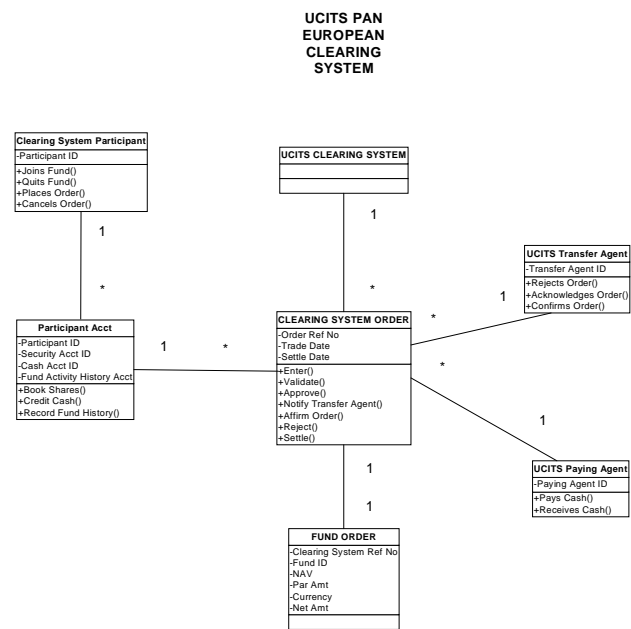 UCITS PAN
EUROPEAN
CLEARING
SYSTEM
Clearing System Participant
-Participant ID
+Joins Fund()
+Quits Fund()
+Places Order()
+Cancels Order()
1
*
UCITS CLEARING SYSTEM
1
*
UCITS Transfer Agent
-Transfer Agent ID
+Rejects Order()
+Acknowledges Order()
+Confirms Order()
1
*
Participant Acct
-Participant ID
-Security Acct ID
-Cash Acct ID
-Fund Activity History Acct
+Book Shares()
+Credit Cash()
+Record Fund History()
1
*
CLEARING SYSTEM ORDER
-Order Ref No
-Trade Date
-Settle Date
+Enter()
+Validate()
+Approve()
+Notify Transfer Agent()
+Affirm Order()
+Reject()
+Settle()
*
1
UCITS Paying Agent
-Paying Agent ID
+Pays Cash()
+Receives Cash()
1
1
FUND ORDER
-Clearing System Ref No
-Fund ID
-NAV
-Par Amt
-Currency
-Net Amt